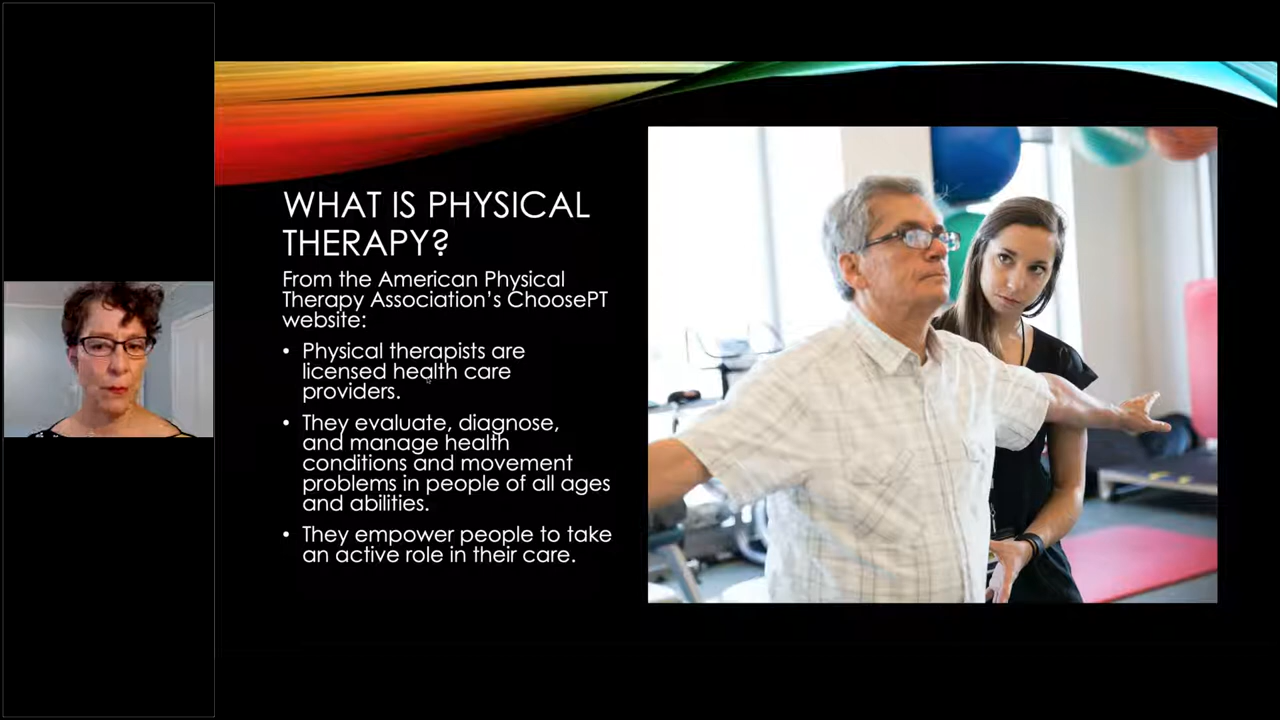 WHAT IS PHYSICAL
THERAPY?
From the American Physical
Therapy Association’s ChoosePT
website:
• Physical therapists are
licensed health care
providers.
• They evaluate, diagnose,
and manage health
conditions and movement
problems in people of all ages
and abilities.
• They empower people to take
an active role in their care.